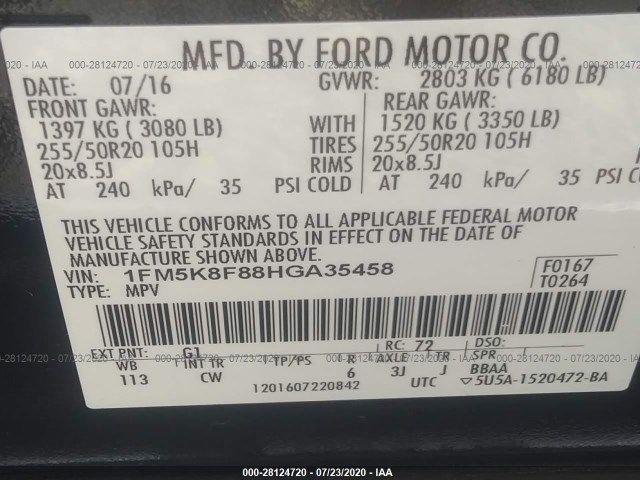 MFD. BY FORD MOTOR CO.
DATE: 07/16 GVWR: 2803 KG ( 6180 LB)
FRONT GAWR: REAR GAWR:
1397 KG ( 3080 LB) WITH 1520 KG ( 3350 LB)
255/50R20 105H TIRES 255/50R20 105H
20x8.5J RIMS 20x8.5J
AT 240 kPa/ 35 PSI COLD AT 240 kPa/ 35 PSI COLD
THIS VEHICLE CONFORMS TO ALL APPLICABLE FEDERAL MOTOR
VEHICLE SAFETY STANDARDS IN EFFECT ON THE DATE OF
MANUFACTURE SHOWN ABOVE.
VIN: 1FM5K8F88HGA35458 F0167
TYPE: MPV T0264
EXT PNT: G1 RC: 72 DSO:
WB INT TR TP/PS R AXLE TR SPR
113 CW 6 3J J BBAA
1201607220842 UTC ▽5U5A-1520472-BA
000-28124720 - 07/23/2020 - IAA